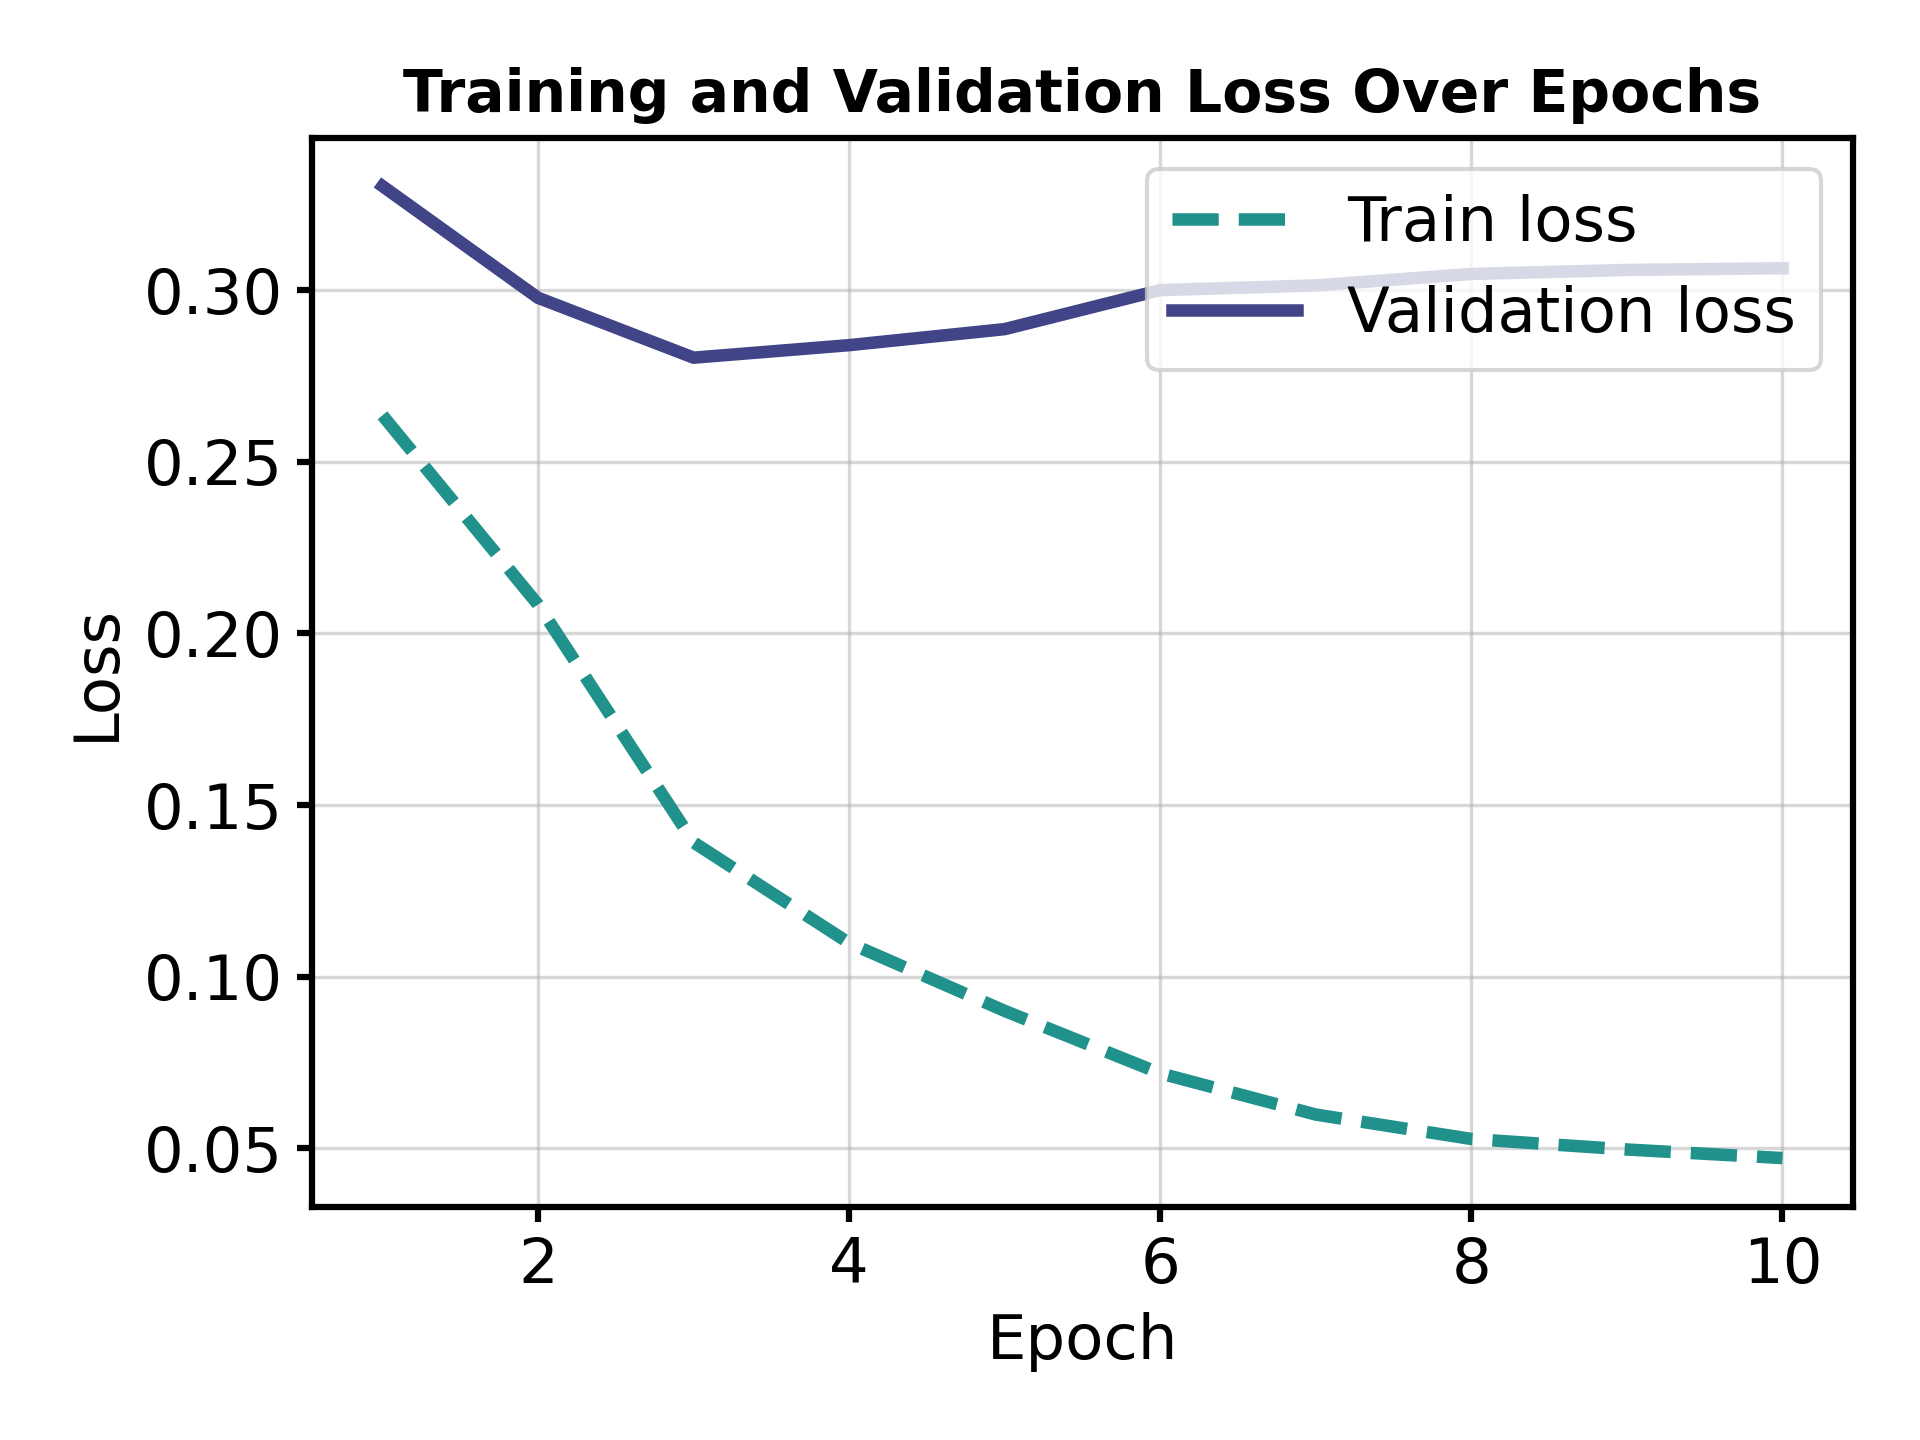 Training and Validation Loss Over Epochs
Train loss
Validation loss
0.30
0.25
0.20
0.15
0.10
0.05
Loss
2 4 6 8 10
Epoch